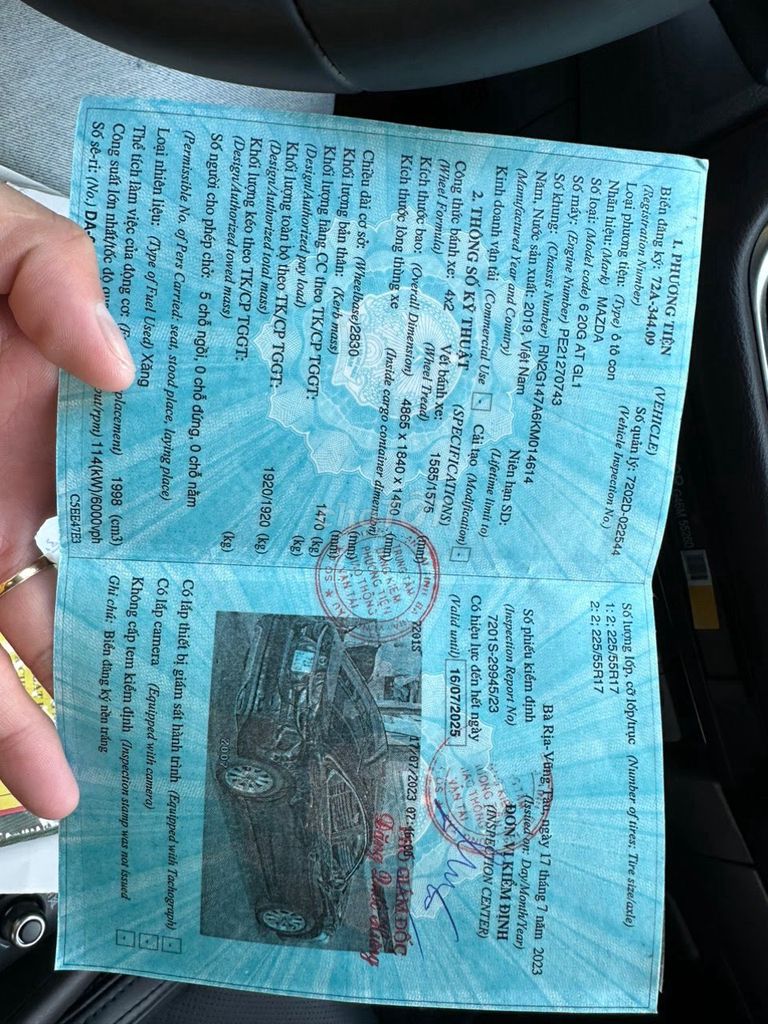 1. PHƯƠNG TIỆN (VEHICLE)
Biển đăng ký: 72A-344.09 Số quản lý: 7202D-022544
(Registration Number) (Vehicle Inspection No.)
Loại phương tiện: (Type) ô tô con
Nhãn hiệu: (Mark) MAZDA
Số loại: (Model code) 6 20G AT GL1
Số máy: (Engine Number) PE21270743
Số khung: (Chassis Number) RN2G147A6KM014614
Năm, Nước sản xuất: 2019, Việt Nam Niên hạn SD:
(Manufactured Year and Country) (Lifetime limit to)
Kinh doanh vận tải (Commercial Use) Cải tạo (Modification)
2. THÔNG SỐ KỸ THUẬT (SPECIFICATIONS)
Công thức bánh xe: 4x2 Vết bánh xe: 1585/1575 (mm)
(Wheel Formula) (Wheel Tread)
Kích thước bao: (Overall Dimension) 4865 x 1840 x 1450 (mm)
Kích thước lòng thùng xe (Inside cargo container dimension)
(mm)
Chiều dài cơ sở: (Wheelbase) 2830 (mm)
Khối lượng bản thân: (Kerb mass) 1470 (kg)
Khối lượng hàng CC theo TK/CP TGGT: (kg)
(Design/Authorized pay load)
Khối lượng toàn bộ theo TK/CP TGGT: 1920/1920 (kg)
(Design/Authorized total mass)
Khối lượng kéo theo TK/CP TGGT: (kg)
(Design/Authorized towed mass)
Số người cho phép chở: 5 chỗ ngồi, 0 chỗ đứng, 0 chỗ nằm
(Permissible No. of Pers Carried: seat, stood place, laying place)
Loại nhiên liệu: (Type of Fuel Used) Xăng
Thể tích làm việc của động cơ: placement) 1998 (cm3)
Công suất lớn nhất/tốc độ put/rpm) 114(kW)/6000vph
Số sê-ri: (No.) DA- C5EE47E3
Số lượng lốp, cỡ lốp/trục (Number of tires; Tire size/axle)
1: 2; 225/55R17
2: 2; 225/55R17
Số phiếu kiểm định
(Inspection Report No)
7201S-29945/23
Có hiệu lực đến hết ngày
(Valid until) 16/07/2025
Bà Rịa-Vũng Tàu, ngày 17 tháng 7 năm 2023
(Issued on: Day/Month/Year)
ĐƠN VỊ KIỂM ĐỊNH
(INSPECTION CENTER)
7201S 17/07/2023
PHÓ GIÁM ĐỐC
Có lắp thiết bị giám sát hành trình (Equipped with Tachograph)
Có lắp camera (Equipped with camera)
Không cấp tem kiểm định (Inspection stamp was not issued
Ghi chú: Biển đăng ký nền trắng